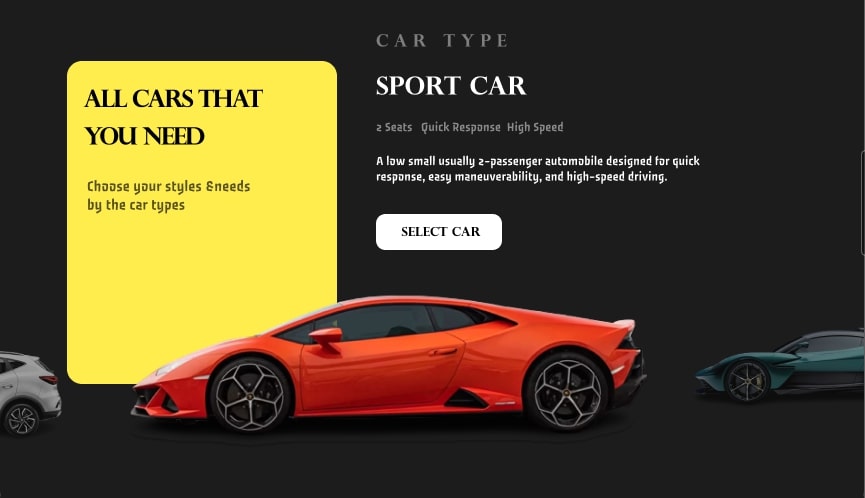 CAR TYPE
ALL CARS THAT
YOU NEED
Choose your styles &needs
by the car types
SPORT CAR
2 Seats Quick Response High Speed
A low small usually 2-passenger automobile designed for quick
response, easy maneuverability, and high-speed driving.
SELECT CAR